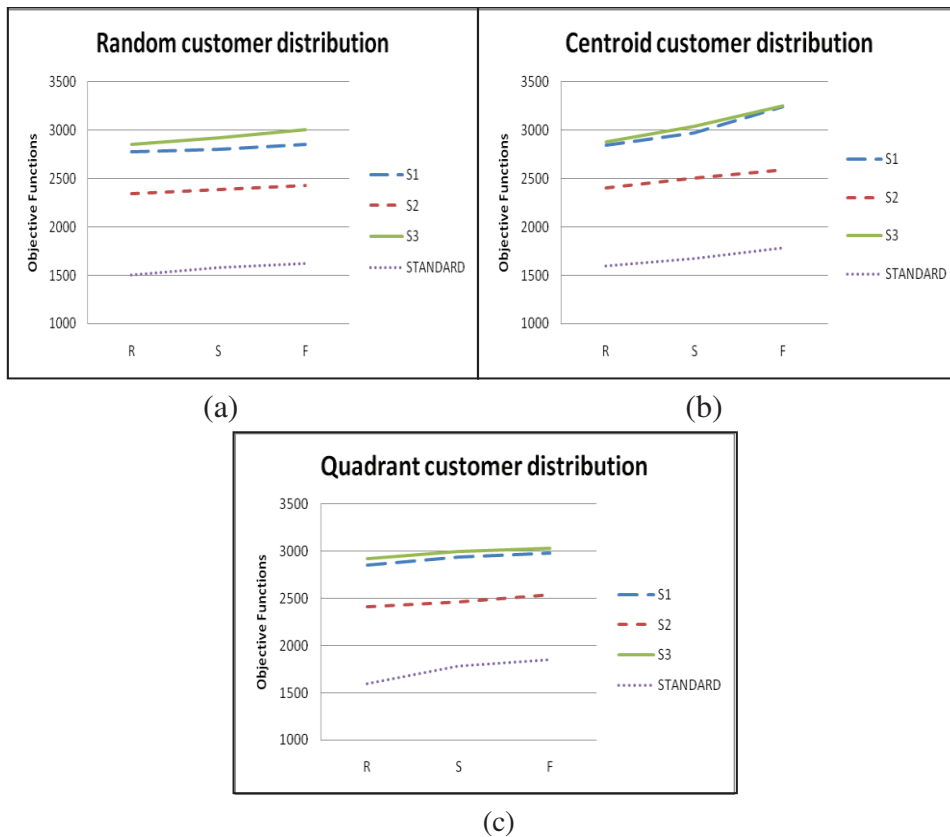 Random customer distribution
Objective Functions
3500
3000
2500
2000
1500
1000
R S F
S1
S2
S3
STANDARD
(a)
Centroid customer distribution
Objective Functions
3500
3000
2500
2000
1500
1000
R S F
S1
S2
S3
STANDARD
(b)
Quadrant customer distribution
Objective Functions
3500
3000
2500
2000
1500
1000
R S F
S1
S2
S3
STANDARD
(c)